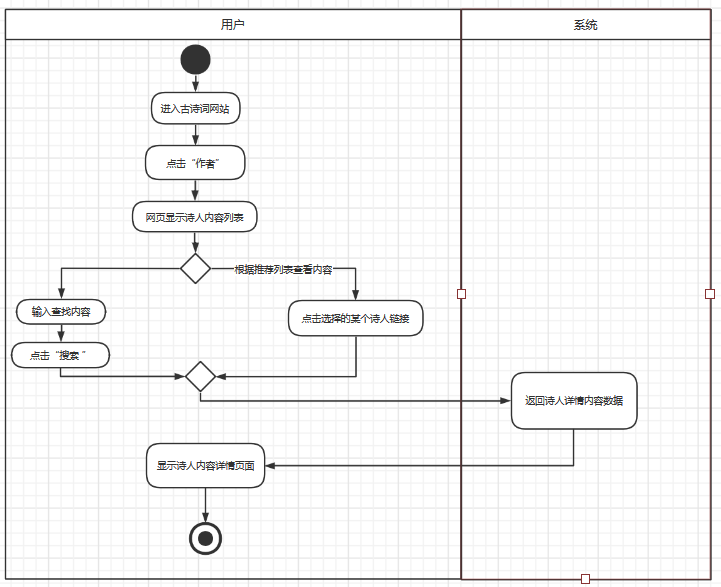 用户
系统
进入古诗词网站
点击“作者”
网页显示诗人内容列表
根据推荐列表查看内容
输入查找内容
点击选择的某个诗人链接
点击“搜索 ”
返回诗人详情内容数据
显示诗人内容详情页面